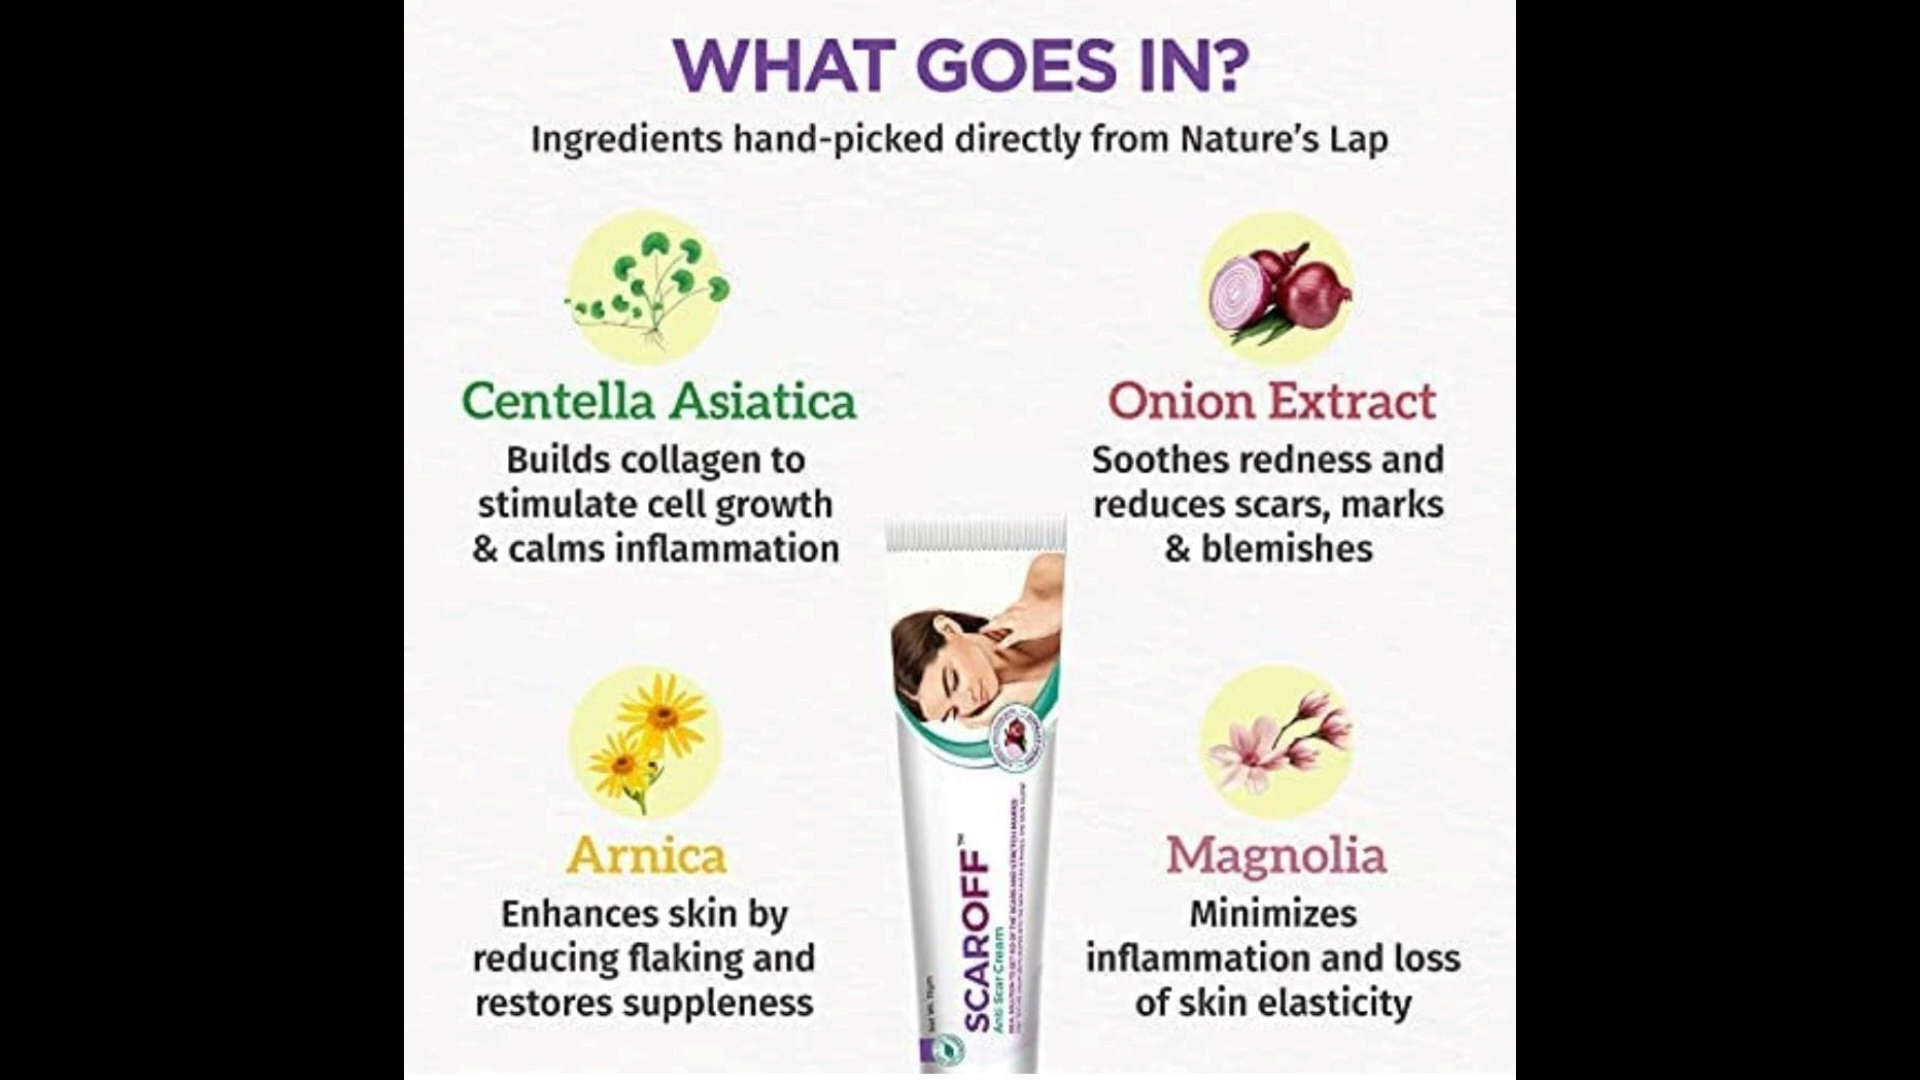 WHAT GOES IN?
Ingredients hand-picked directly from Nature's Lap
Centella Asiatica
Builds collagen to
stimulate cell growth
& calms inflammation
Onion Extract
Soothes redness and
reduces scars, marks
& blemishes
Arnica
Enhances skin by
reducing flaking and
restores suppleness
Magnolia
Minimizes
inflammation and loss
of skin elasticity
SCAROFF™
Anti Scar Cream